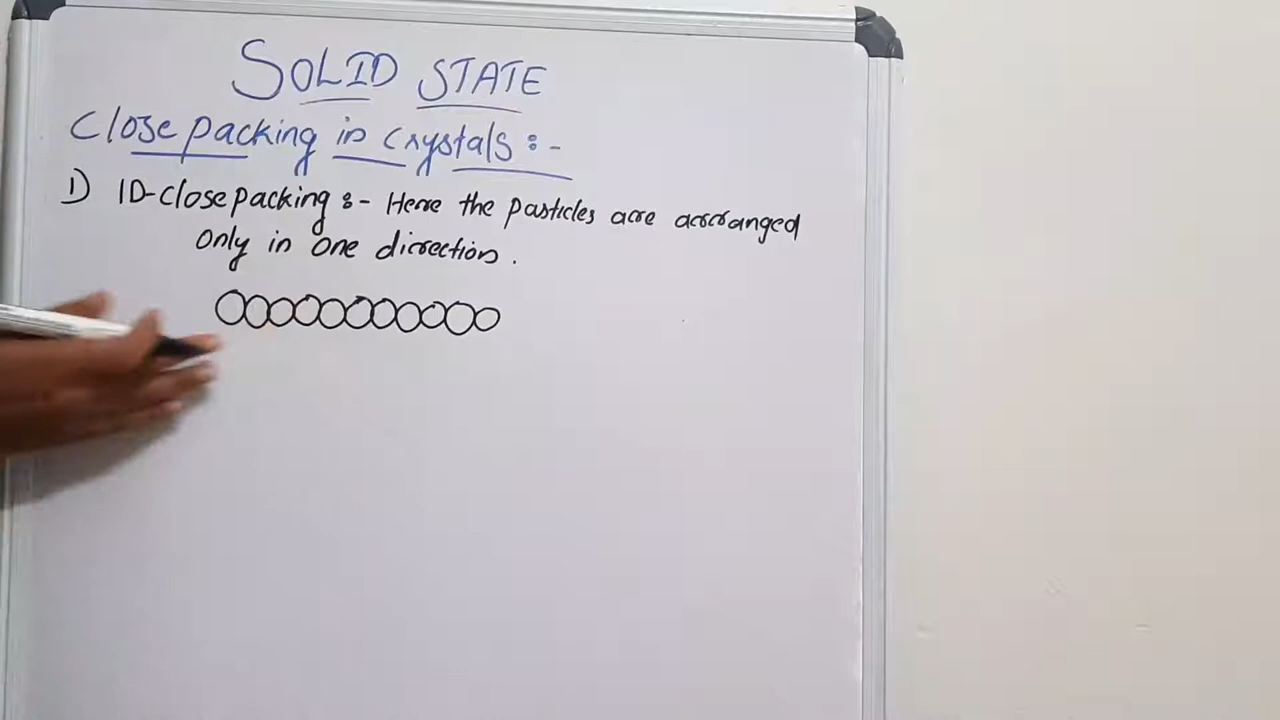 SOLID STATE
Close packing in Crystals :-
1) 1D-close packing :- Here the particles are arranged
only in one direction.